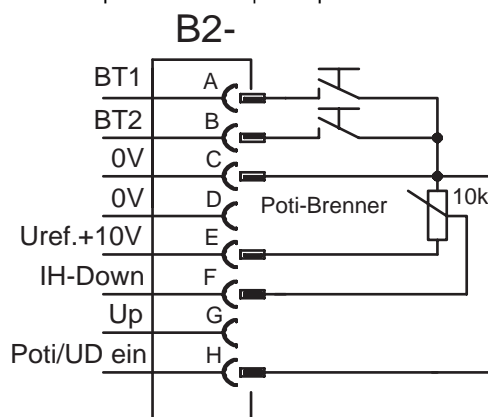 B2-
BT1 A
BT2 B
0V C
0V D Poti-Brenner 10k
Uref.+10V E
IH-Down F
Up G
Poti/UD ein H